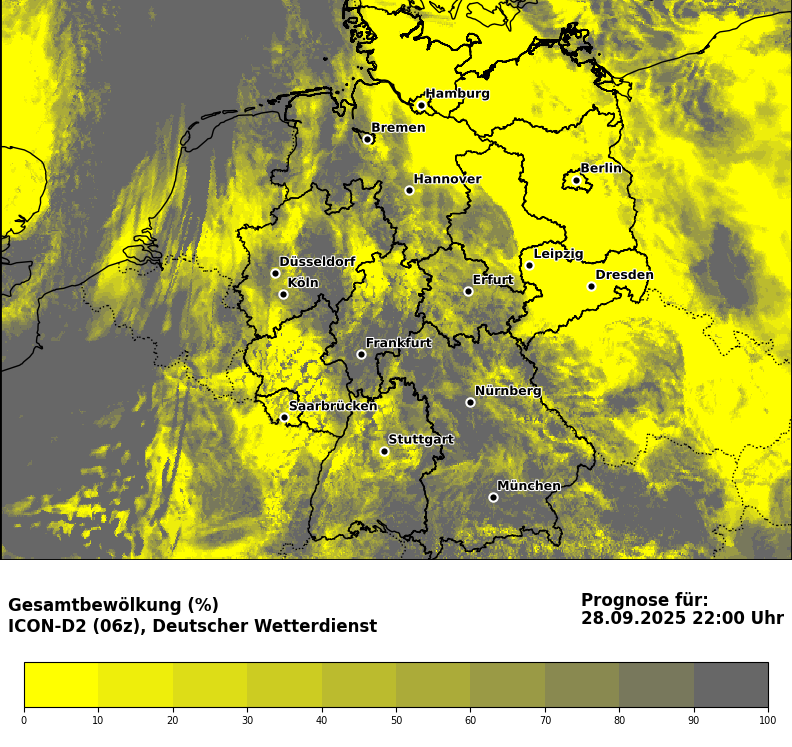 Hamburg
Bremen
Berlin
Hannover
Leipzig
Düsseldorf
Dresden
Köln
Erfurt
Frankfurt
Nürnberg
Saarbrücken
Stuttgart
München
Gesamtbewölkung (%)
ICON-D2 (06z), Deutscher Wetterdienst
Prognose für:
28.09.2025 22:00 Uhr
0 10 20 30 40 50 60 70 80 90 100